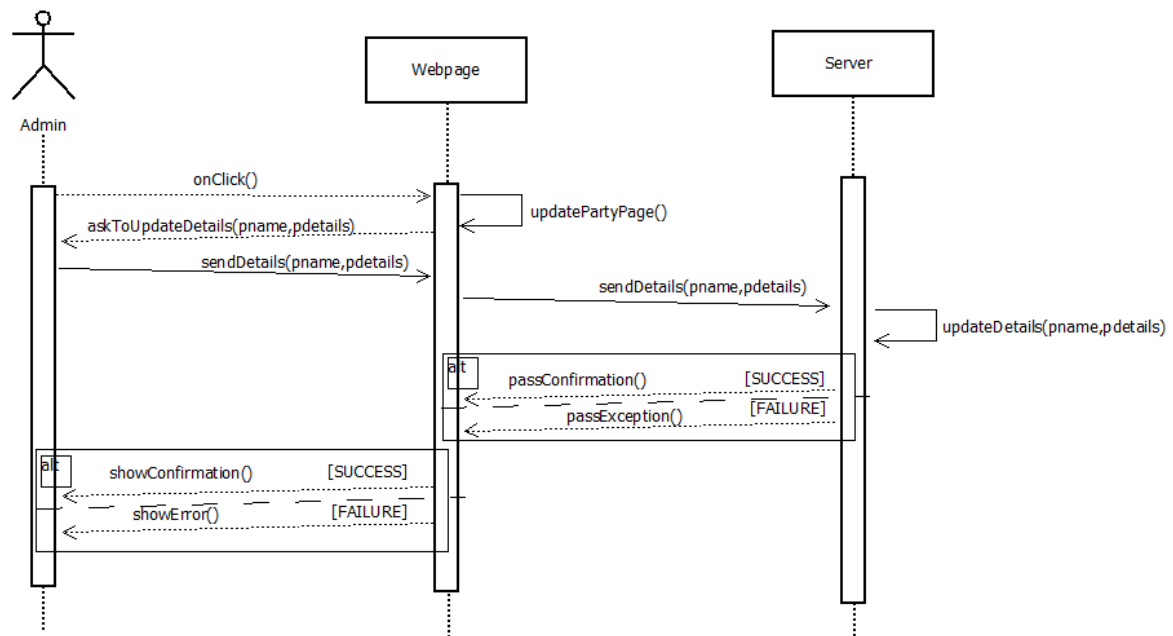 Admin
Webpage
Server
onClick()
updatePartyPage()
askToUpdateDetails(pname,pdetails)
sendDetails(pname,pdetails)
sendDetails(pname,pdetails)
updateDetails(pname,pdetails)
alt
passConfirmation() [SUCCESS]
passException() [FAILURE]
alt
showConfirmation() [SUCCESS]
showError() [FAILURE]